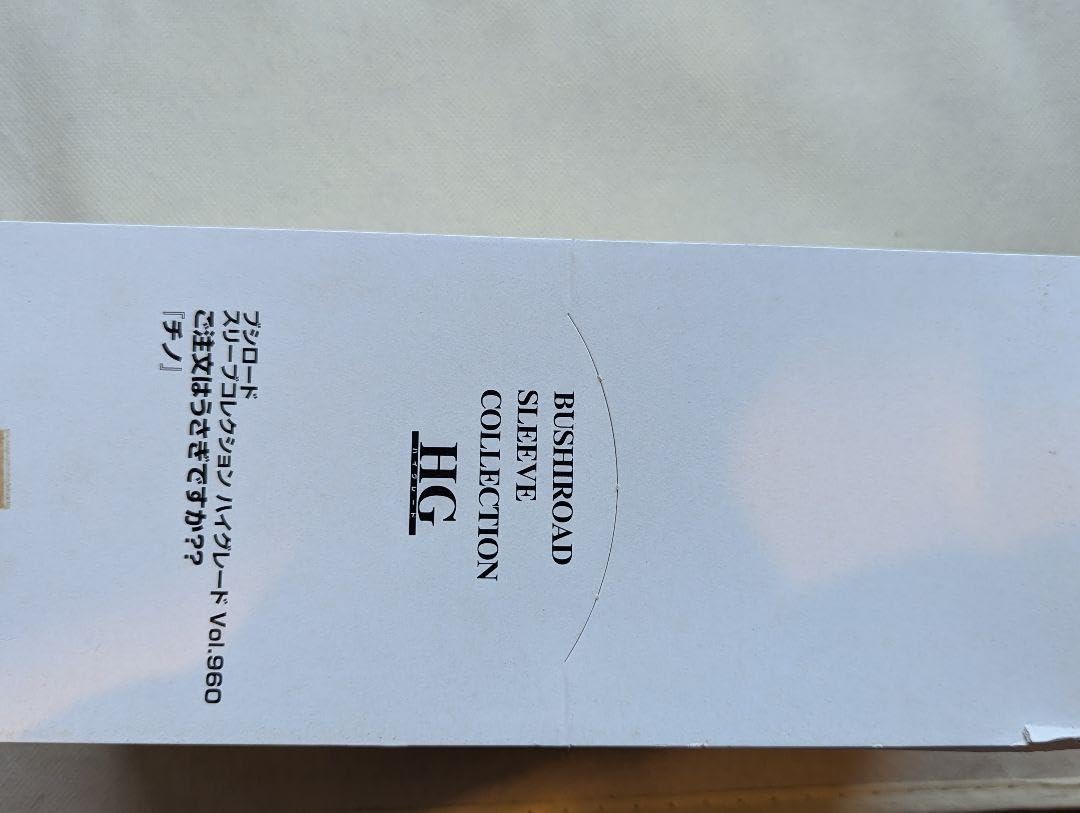 BUSHIROAD
SLEEVE
COLLECTION
HG
ハイグレード
ブシロード
スリーブコレクション ハイグレード Vol.960
ご注文はうさぎですか??
『チノ』